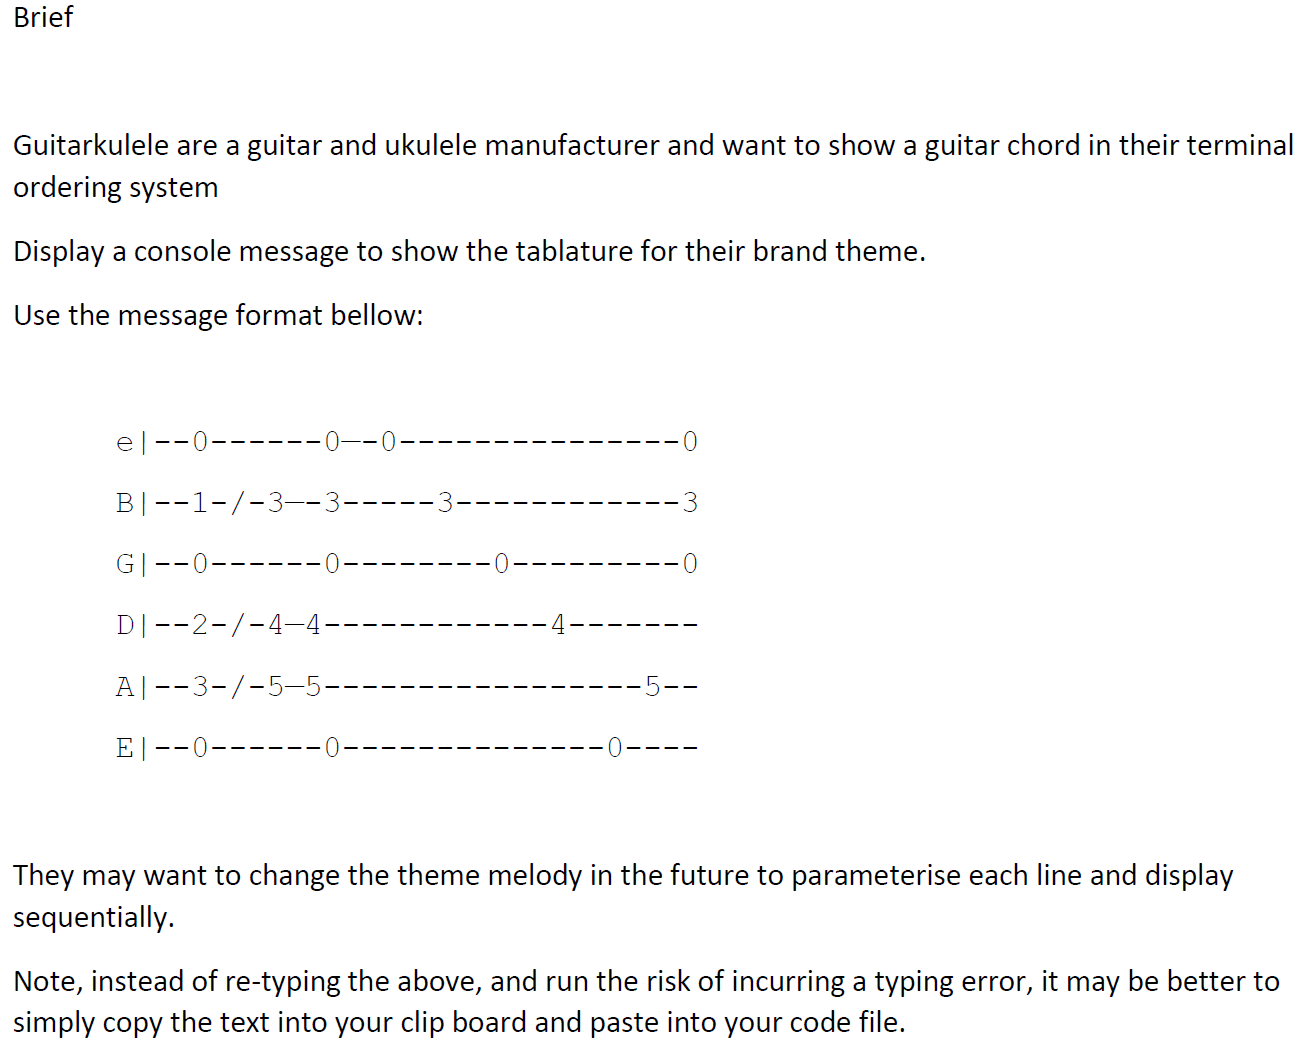 Brief
Guitarkulele are a guitar and ukulele manufacturer and want to show a guitar chord in their terminal
ordering system
Display a console message to show the tablature for their brand theme.
Use the message format bellow:
e|--0------0—-0---------------0
B|--1-/-3—-3-----3------------3
G|--0------0--------0---------0
D|--2-/-4—4------------4-------
A|--3-/-5—5-----------------5--
E|--0------0--------------0----
They may want to change the theme melody in the future to parameterise each line and display
sequentially.
Note, instead of re-typing the above, and run the risk of incurring a typing error, it may be better to
simply copy the text into your clip board and paste into your code file.